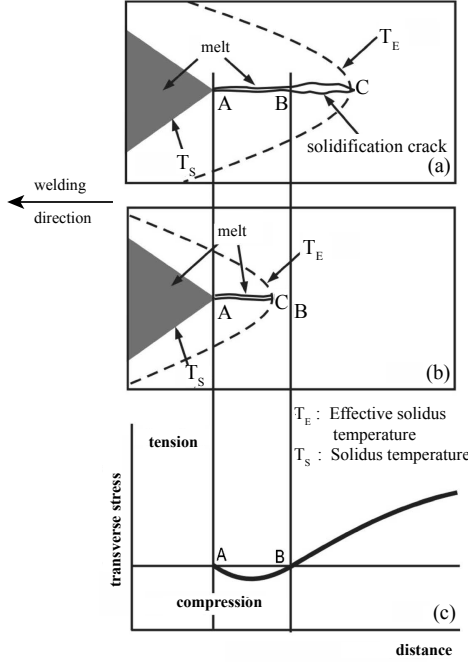 melt
T_E
A
B
C
solidification crack
T_S
(a)
welding
direction
melt
T_E
A
C
B
T_S
(b)
T_E : Effective solidus
temperature
T_S : Solidus temperature
tension
transverse stress
A
B
compression
(c)
distance